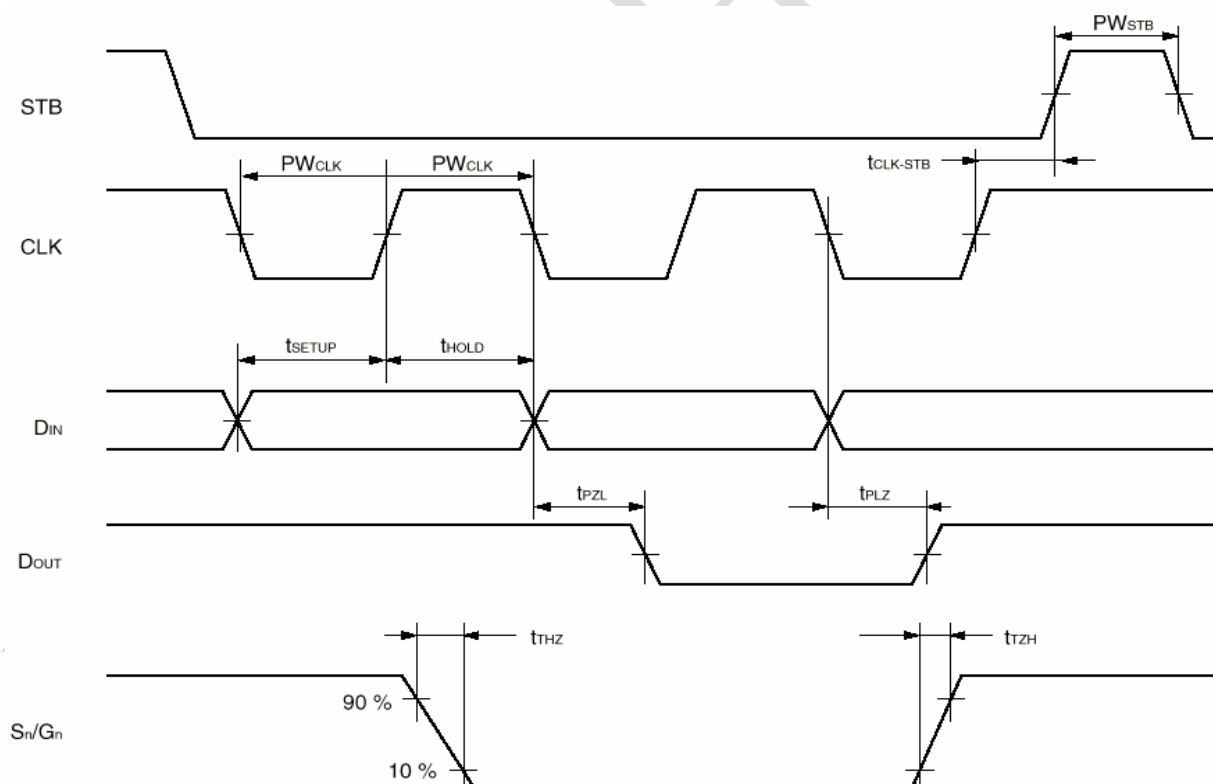 PWSTB
STB
PWCLK PWCLK
tCLK-STB
CLK
tSETUP tHOLD
DIN
tPZL tPLZ
DOUT
tTHZ tTZH
90 %
Sn/Gn
10 %